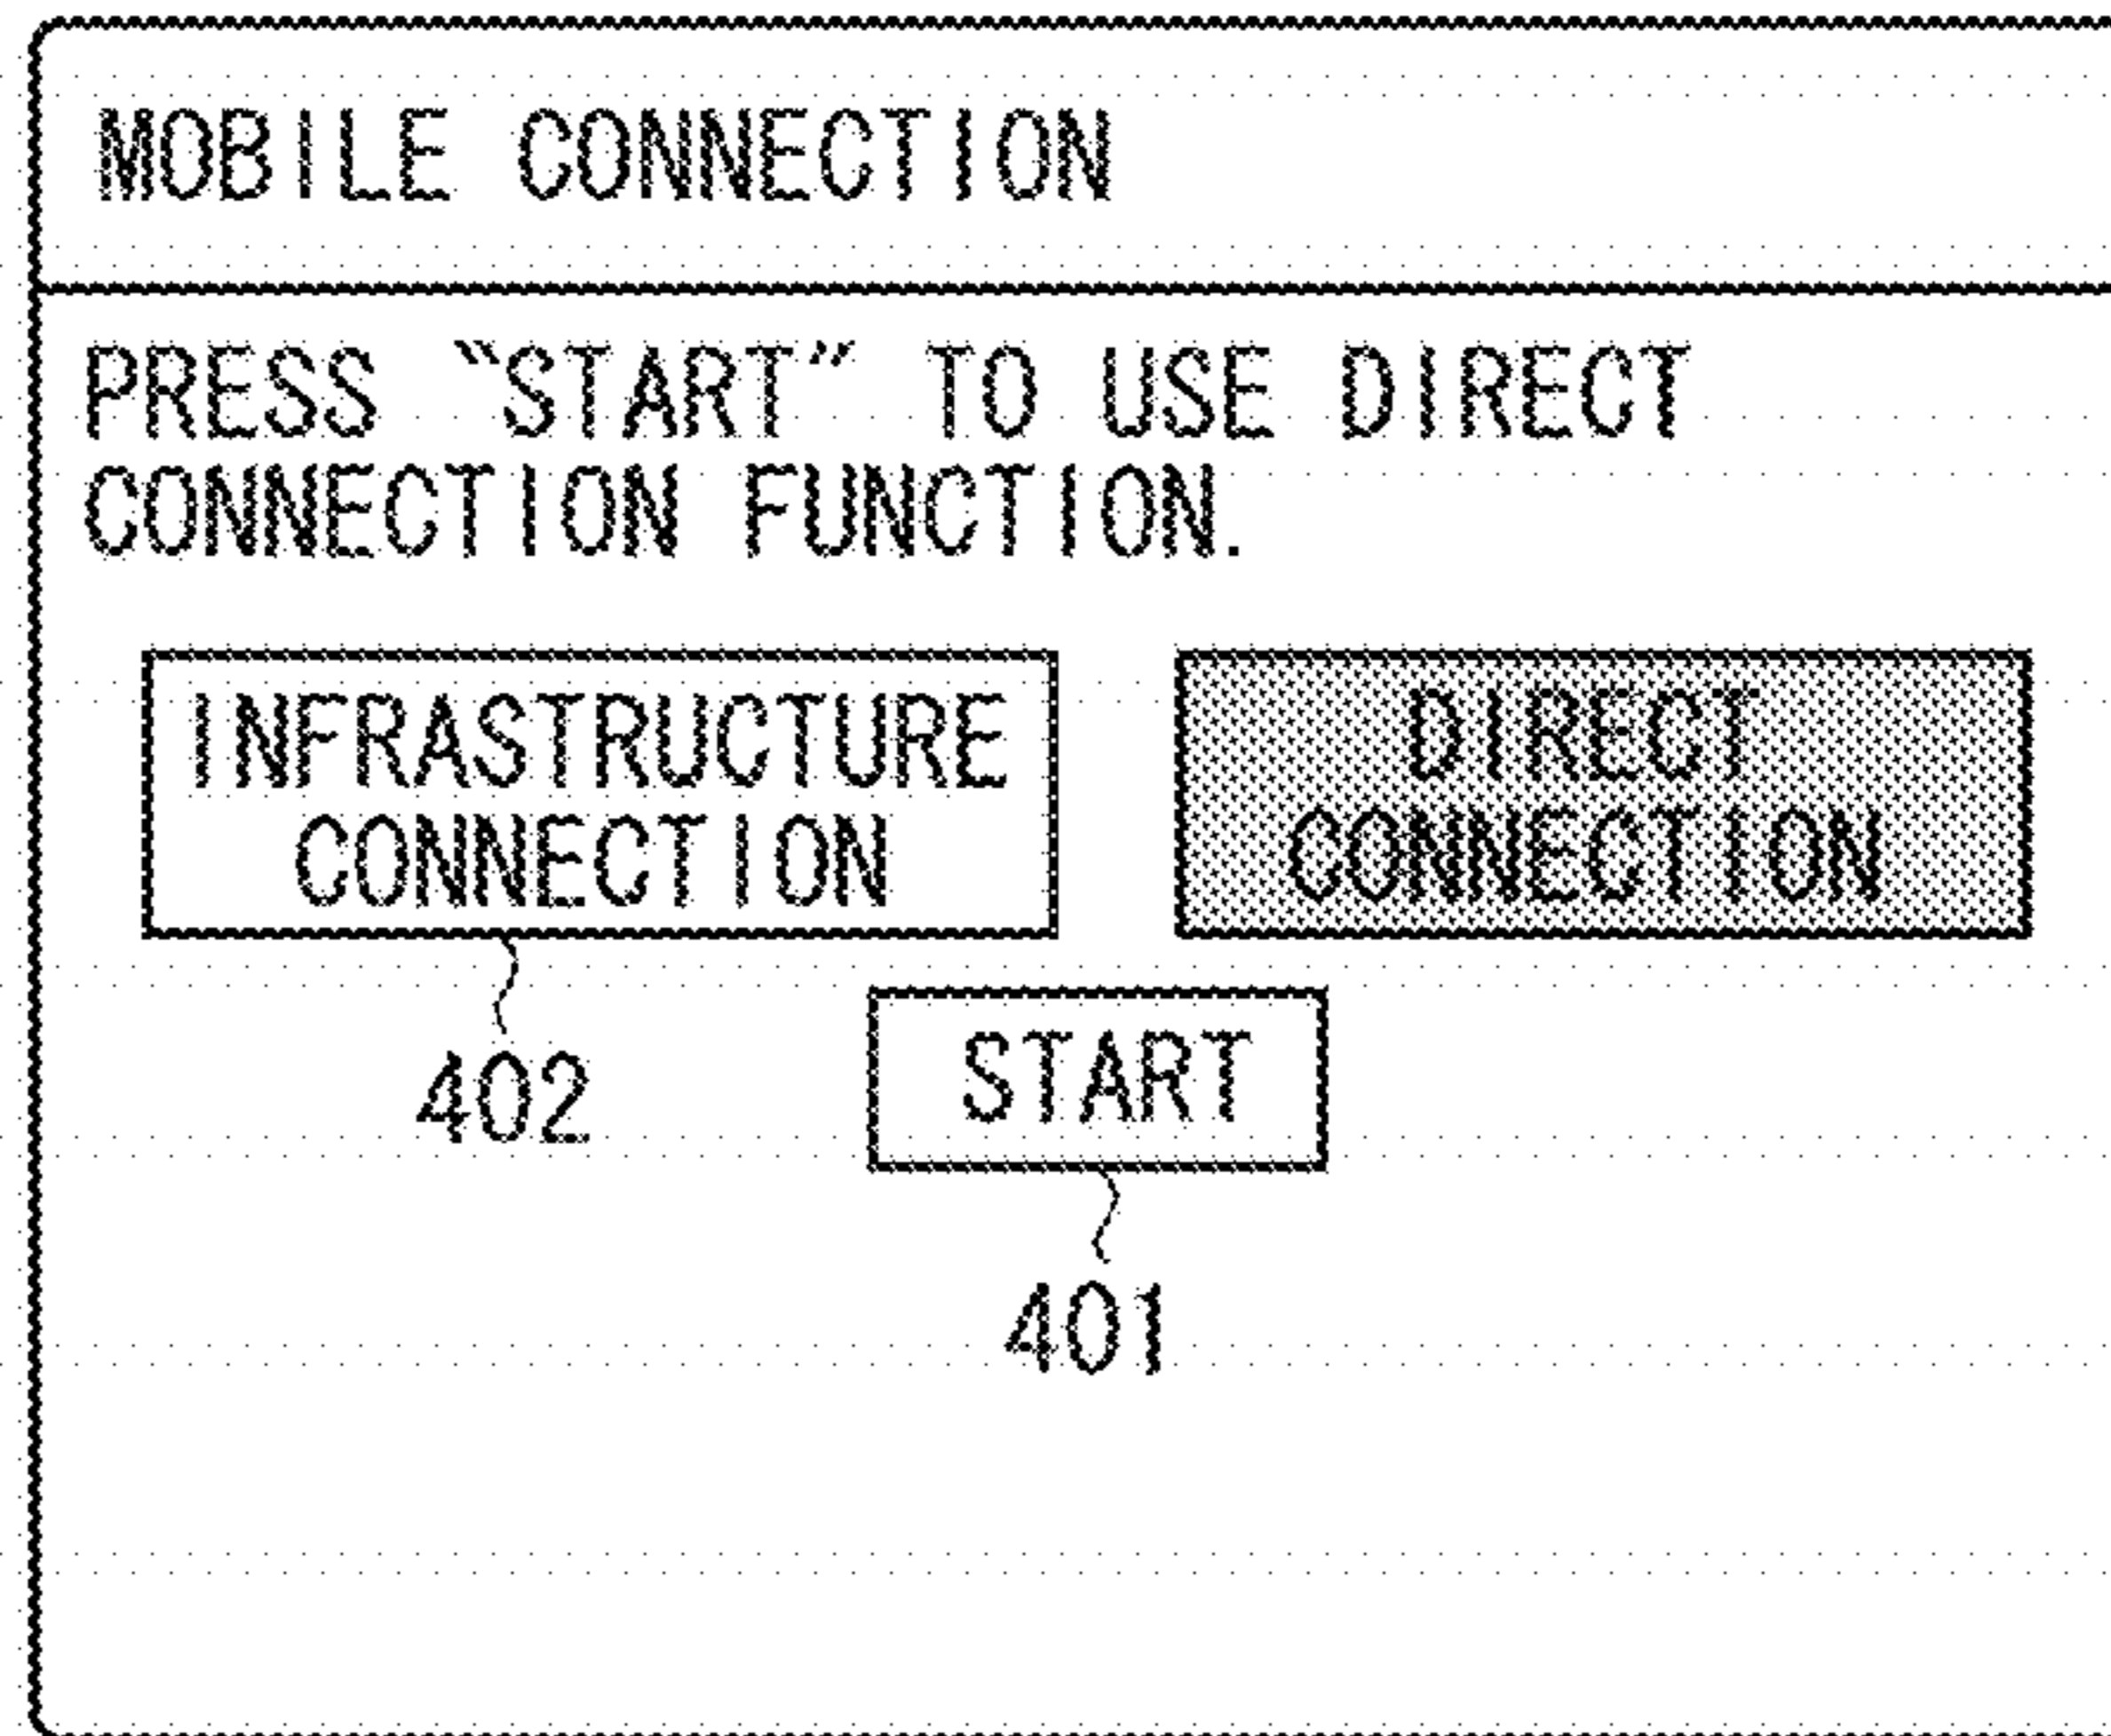 MOBILE CONNECTION
PRESS “START” TO USE DIRECT
CONNECTION FUNCTION.
INFRASTRUCTURE
CONNECTION
DIRECT
CONNECTION
402
START
401